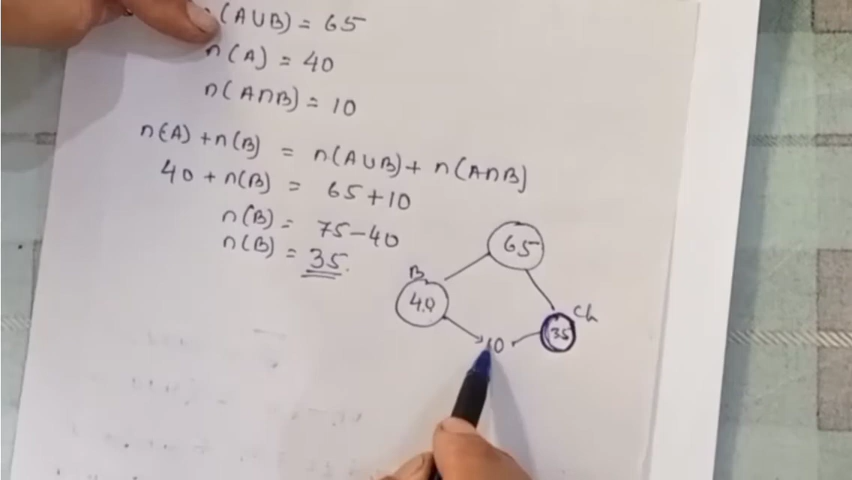 n(A∪B) = 65
n(A) = 40
n(A∩B) = 10
n(A) + n(B) = n(A∪B) + n(A∩B)
40 + n(B) = 65 + 10
n(B) = 75 - 40
n(B) = 35.
65
B
40
Ch
35
10